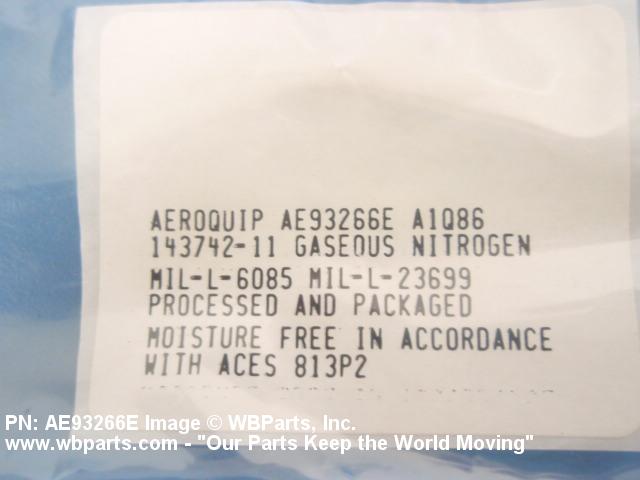 AEROQUIP AE93266E A1Q86
143742-11 GASEOUS NITROGEN
MIL-L-6085 MIL-L-23699
PROCESSED AND PACKAGED
MOISTURE FREE IN ACCORDANCE
WITH ACES 813P2
PN: AE93266E Image © WBParts, Inc.
www.wbparts.com - "Our Parts Keep the World Moving"